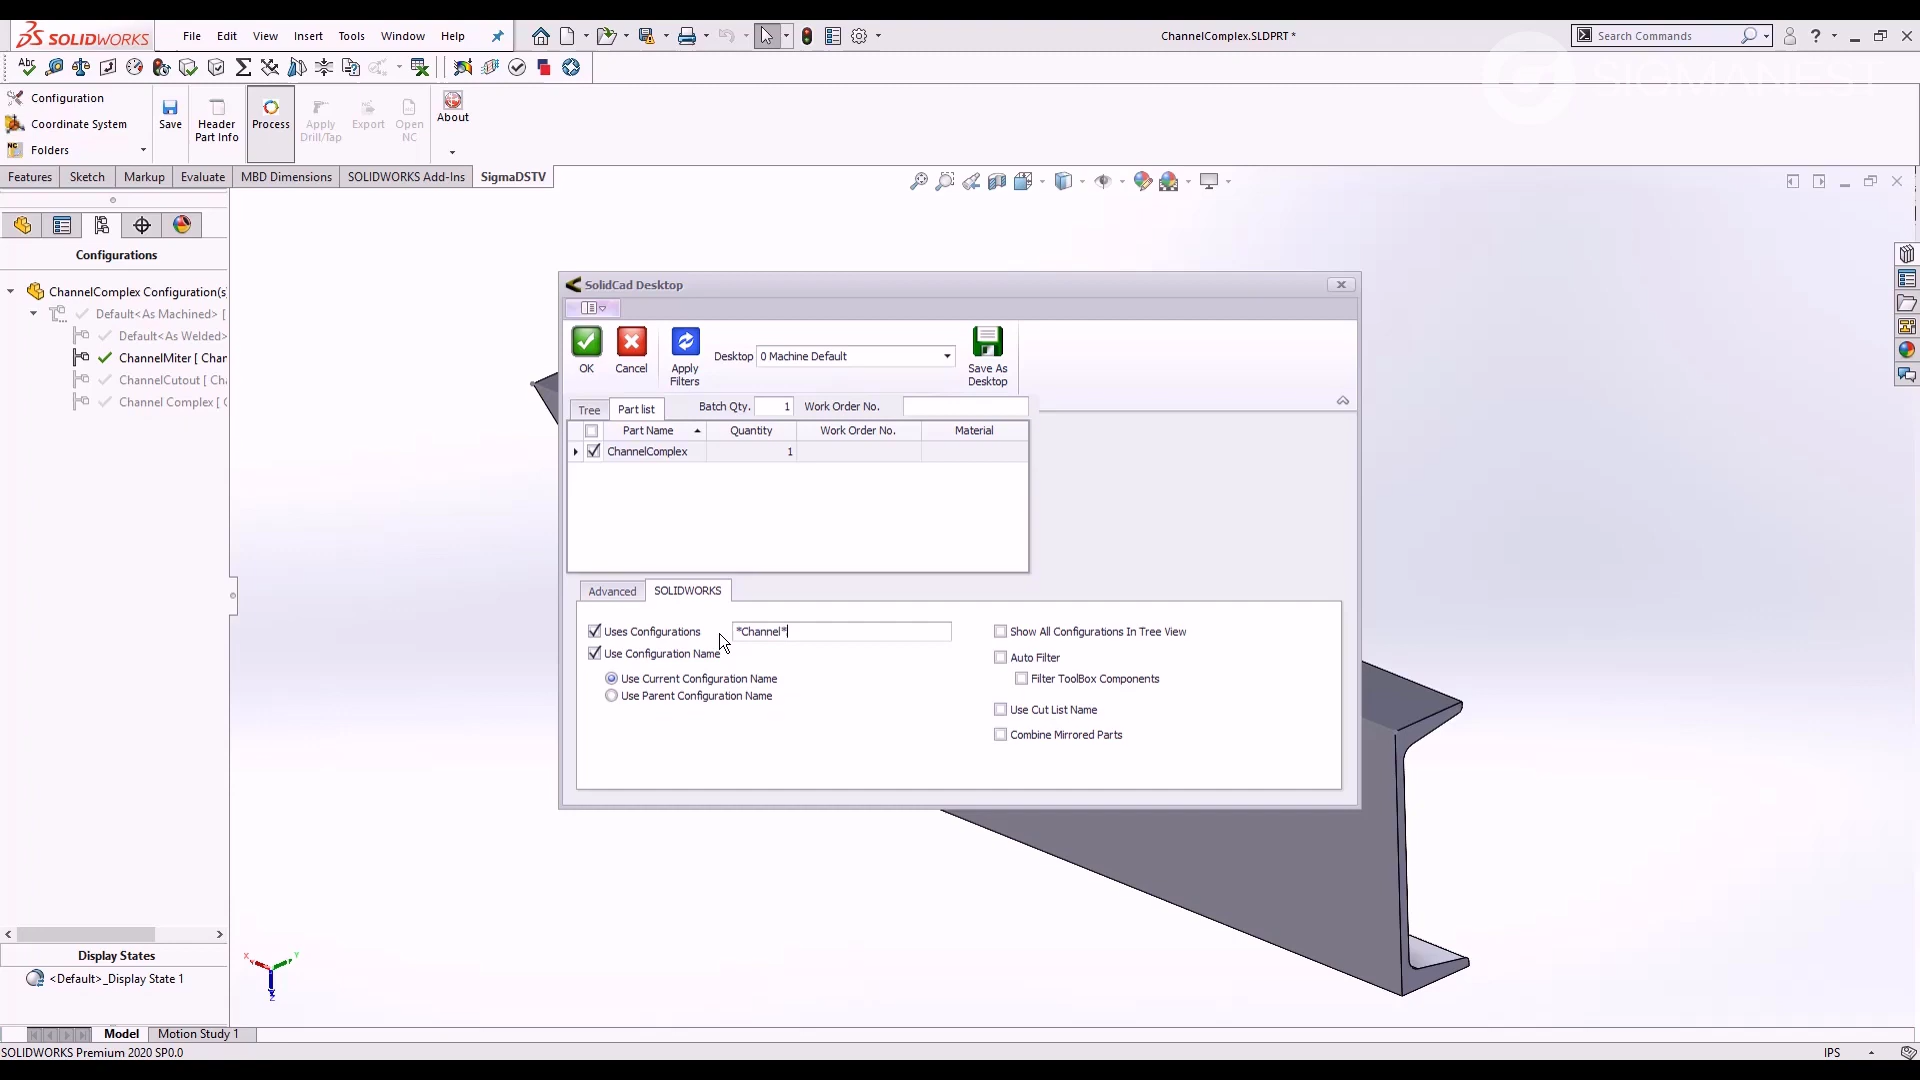 SOLIDWORKS File Edit View Insert Tools Window Help ChannelComplex.SLDPRT * Search Commands ?
SIGMANEST
Configuration
Coordinate System
Folders
Save
Header Part Info
Process
Apply Drill/Tap
Export
Open NC
About
Features Sketch Markup Evaluate MBD Dimensions SOLIDWORKS Add-Ins SigmaDSTV
Configurations
ChannelComplex Configuration(s
Default<As Machined> [
Default<As Welded>
ChannelMiter [ Char
ChannelCutout [ Cha
Channel Complex [ C
Display States
<Default>_Display State 1
SolidCad Desktop
OK
Cancel
Apply Filters
Desktop 0 Machine Default
Save As Desktop
Tree Part list Batch Qty. 1 Work Order No.
Part Name Quantity Work Order No. Material
ChannelComplex 1
Advanced SOLIDWORKS
Uses Configurations *Channel*
Use Configuration Name
Use Current Configuration Name
Use Parent Configuration Name
Show All Configurations In Tree View
Auto Filter
Filter ToolBox Components
Use Cut List Name
Combine Mirrored Parts
X Y Z
Model Motion Study 1
SOLIDWORKS Premium 2020 SP0.0 IPS